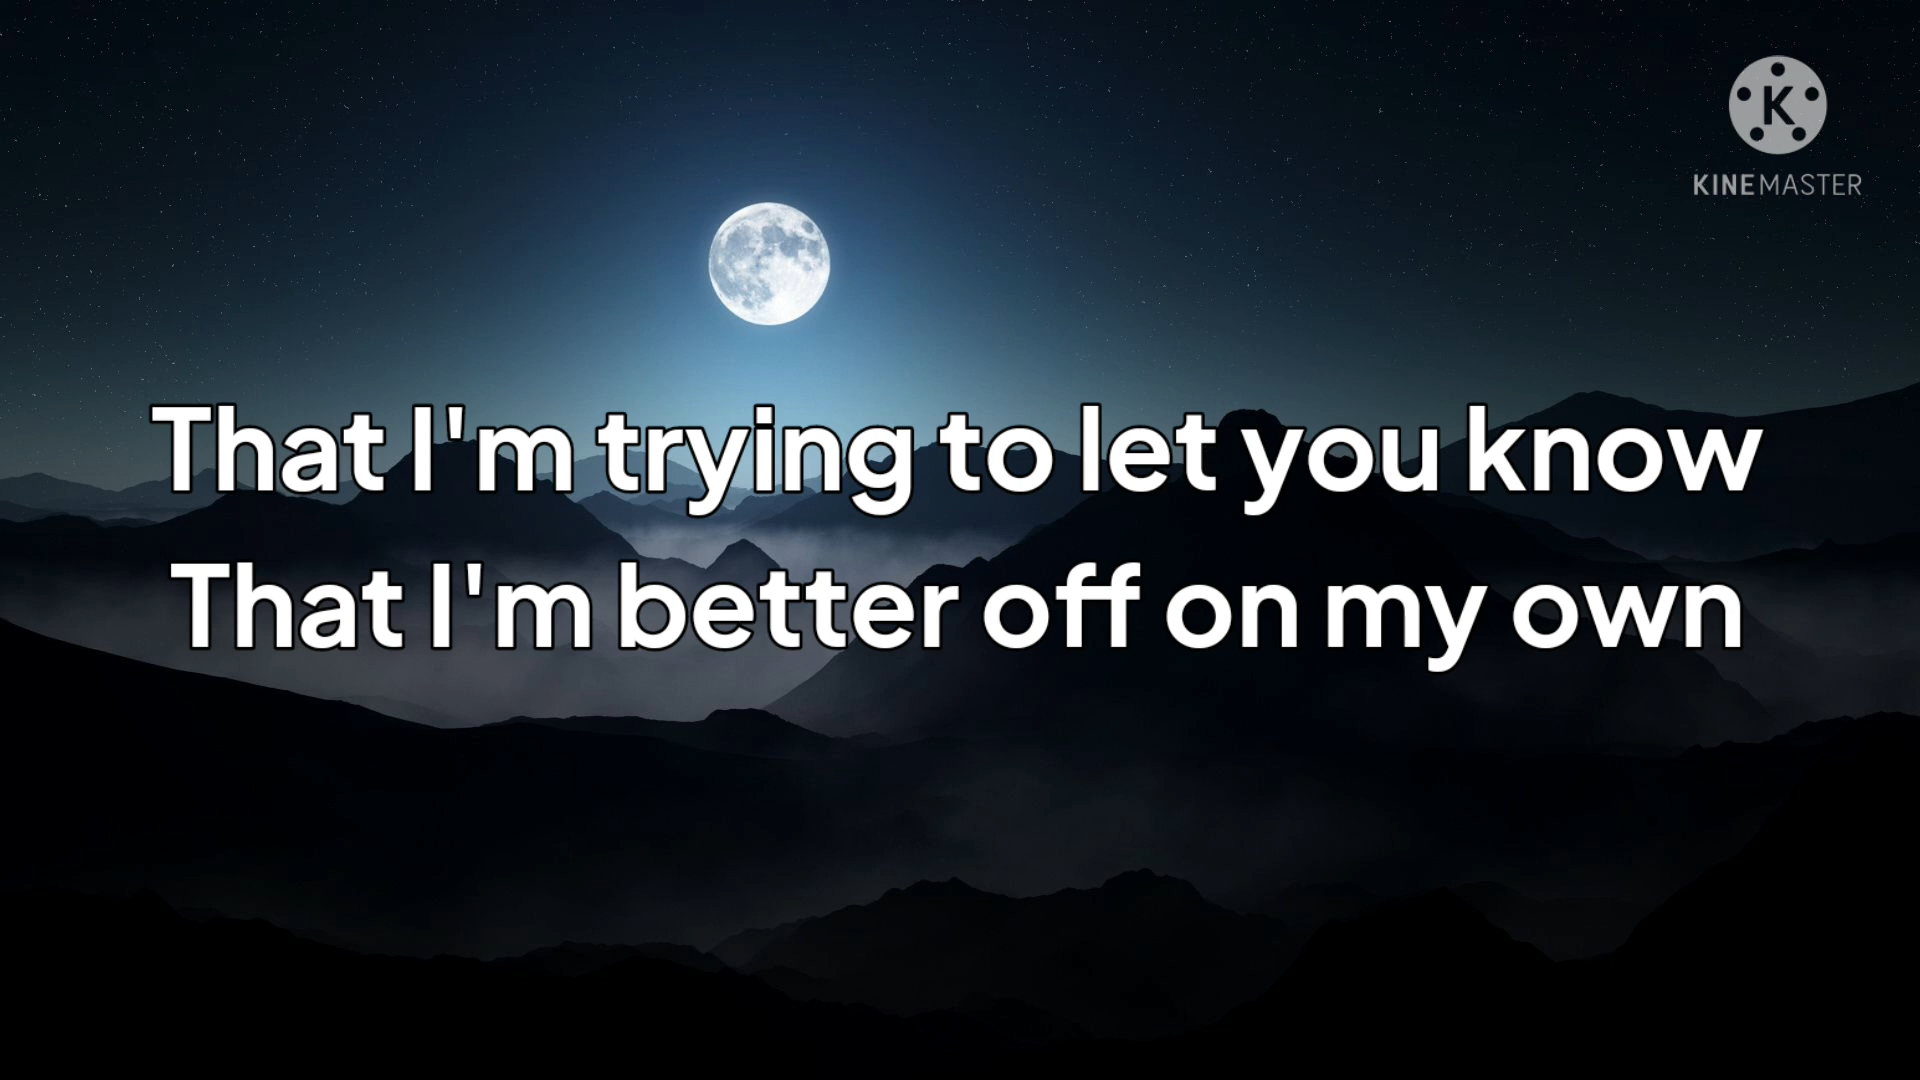 K
KINEMASTER
That I'm trying to let you know
That I'm better off on my own